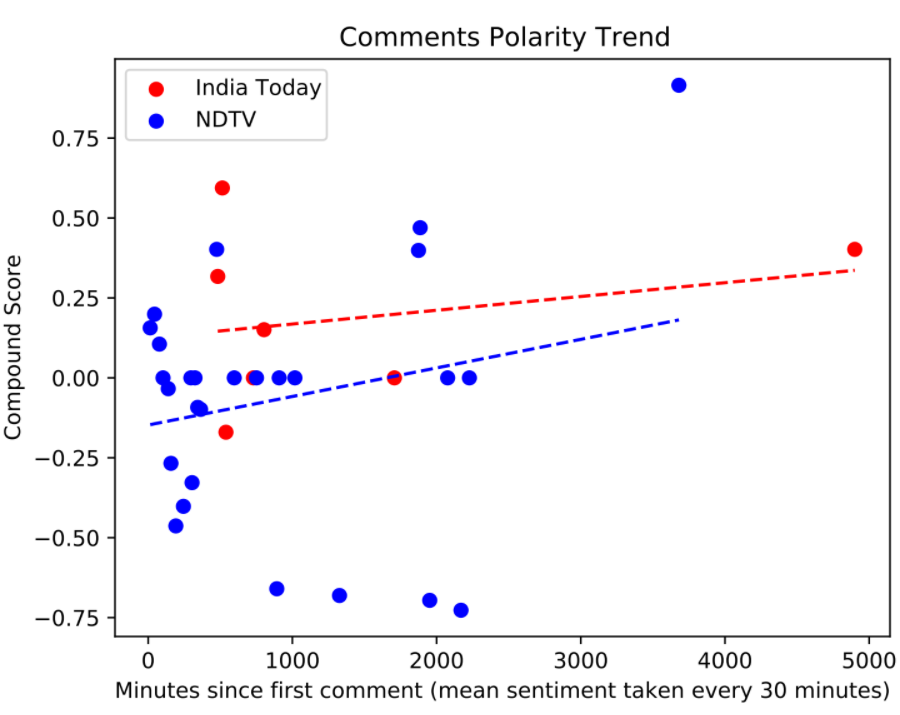 Comments Polarity Trend
India Today
NDTV
Compound Score
0.75
0.50
0.25
0.00
−0.25
−0.50
−0.75
0 1000 2000 3000 4000 5000
Minutes since first comment (mean sentiment taken every 30 minutes)